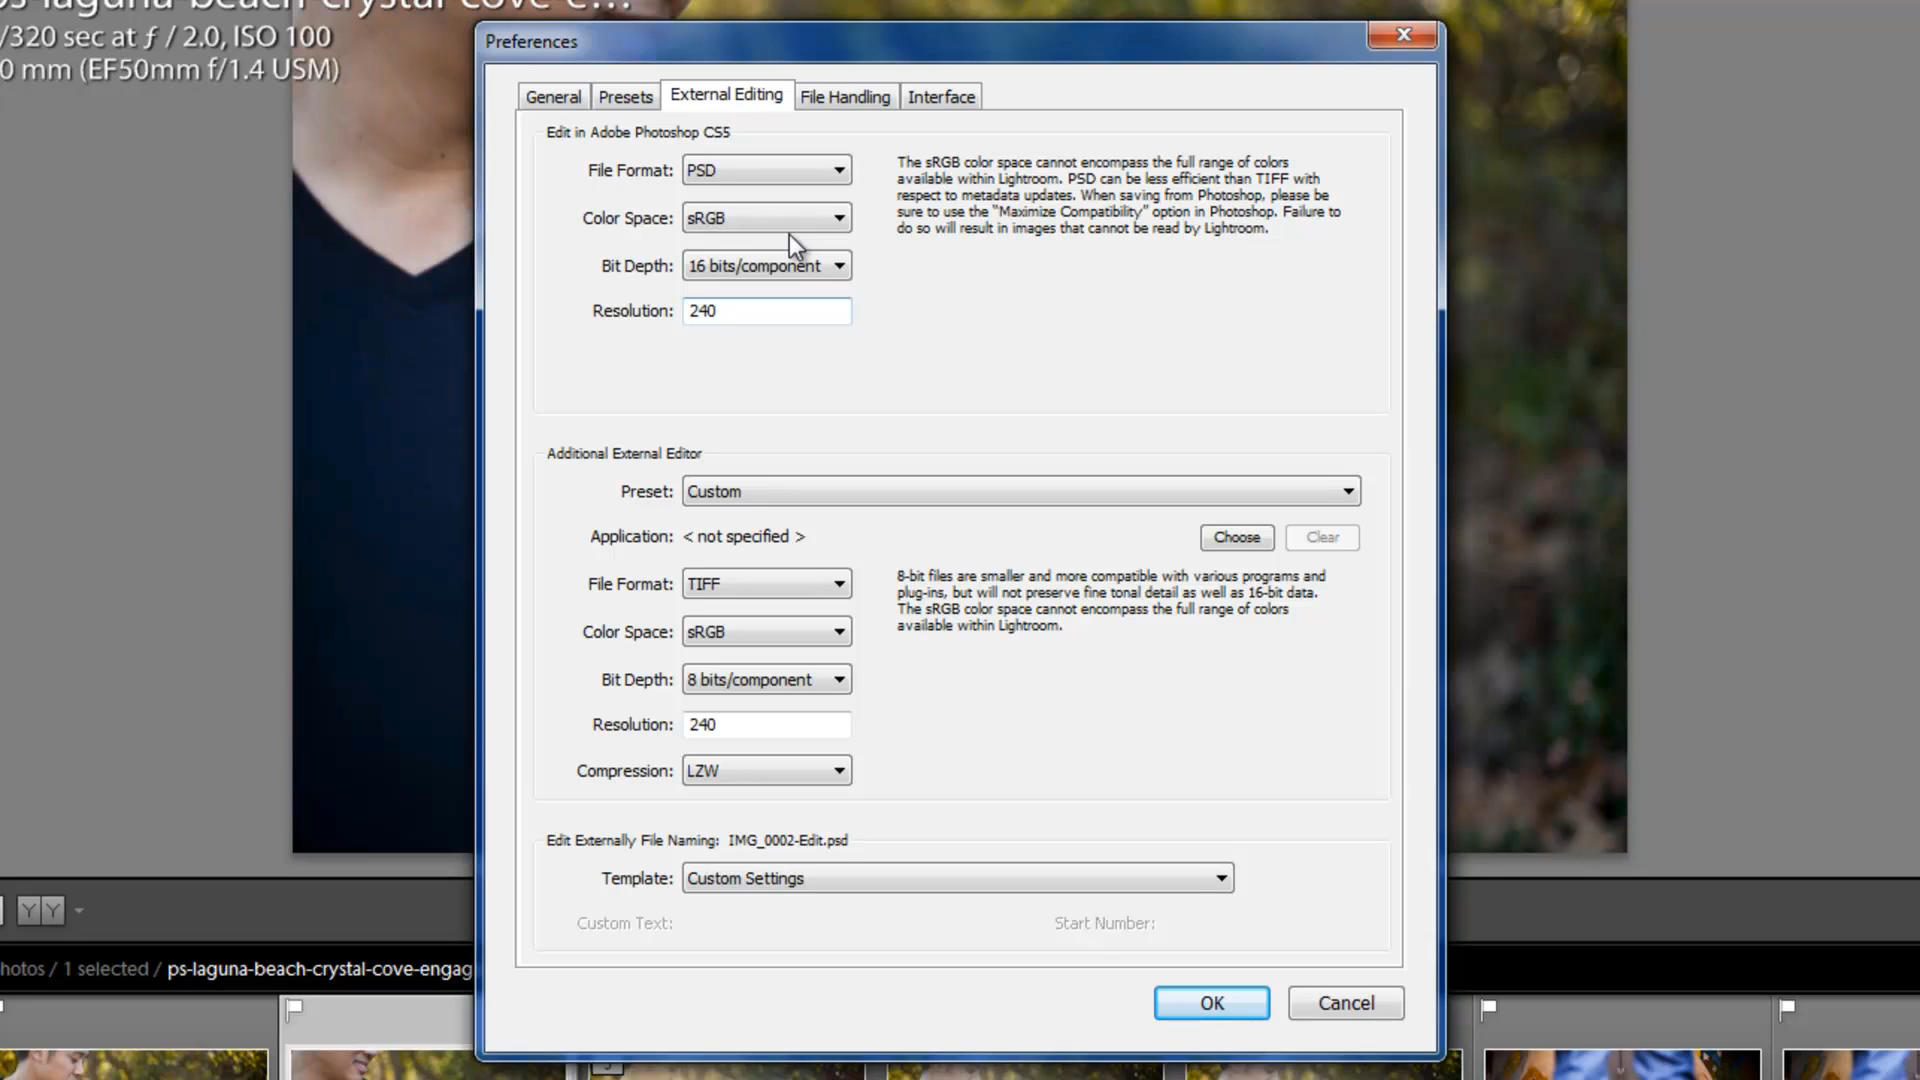 ps-laguna-beach-crystal-cove-e...
/320 sec at ƒ / 2.0, ISO 100
0 mm (EF50mm f/1.4 USM)
Preferences
General Presets External Editing File Handling Interface
Edit in Adobe Photoshop CS5
File Format: PSD
Color Space: sRGB
Bit Depth: 16 bits/component
Resolution: 240
The sRGB color space cannot encompass the full range of colors
available within Lightroom. PSD can be less efficient than TIFF with
respect to metadata updates. When saving from Photoshop, please be
sure to use the "Maximize Compatibility" option in Photoshop. Failure to
do so will result in images that cannot be read by Lightroom.
Additional External Editor
Preset: Custom
Application: < not specified > Choose Clear
File Format: TIFF
Color Space: sRGB
Bit Depth: 8 bits/component
Resolution: 240
Compression: LZW
8-bit files are smaller and more compatible with various programs and
plug-ins, but will not preserve fine tonal detail as well as 16-bit data.
The sRGB color space cannot encompass the full range of colors
available within Lightroom.
Edit Externally File Naming: IMG_0002-Edit.psd
Template: Custom Settings
Custom Text: Start Number:
YY
hotos / 1 selected / ps-laguna-beach-crystal-cove-engag
OK Cancel